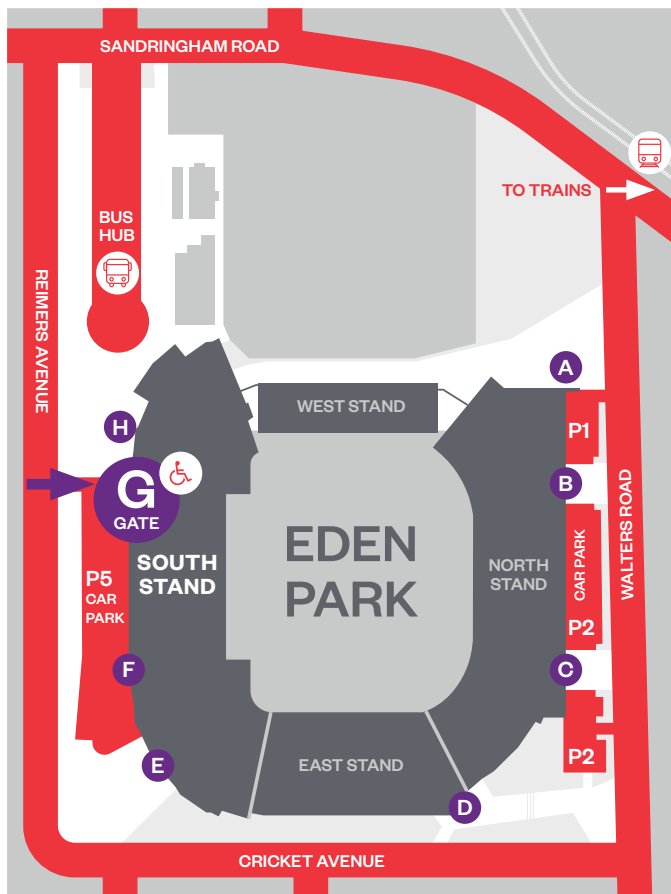 SANDRINGHAM ROAD
TO TRAINS
BUS
HUB
REIMERS AVENUE
A
WEST STAND
H
P1
G
GATE
B
WALTERS ROAD
EDEN
PARK
SOUTH
STAND
NORTH
STAND
CAR PARK
P2
P5
CAR
PARK
F
C
E
EAST STAND
P2
D
CRICKET AVENUE